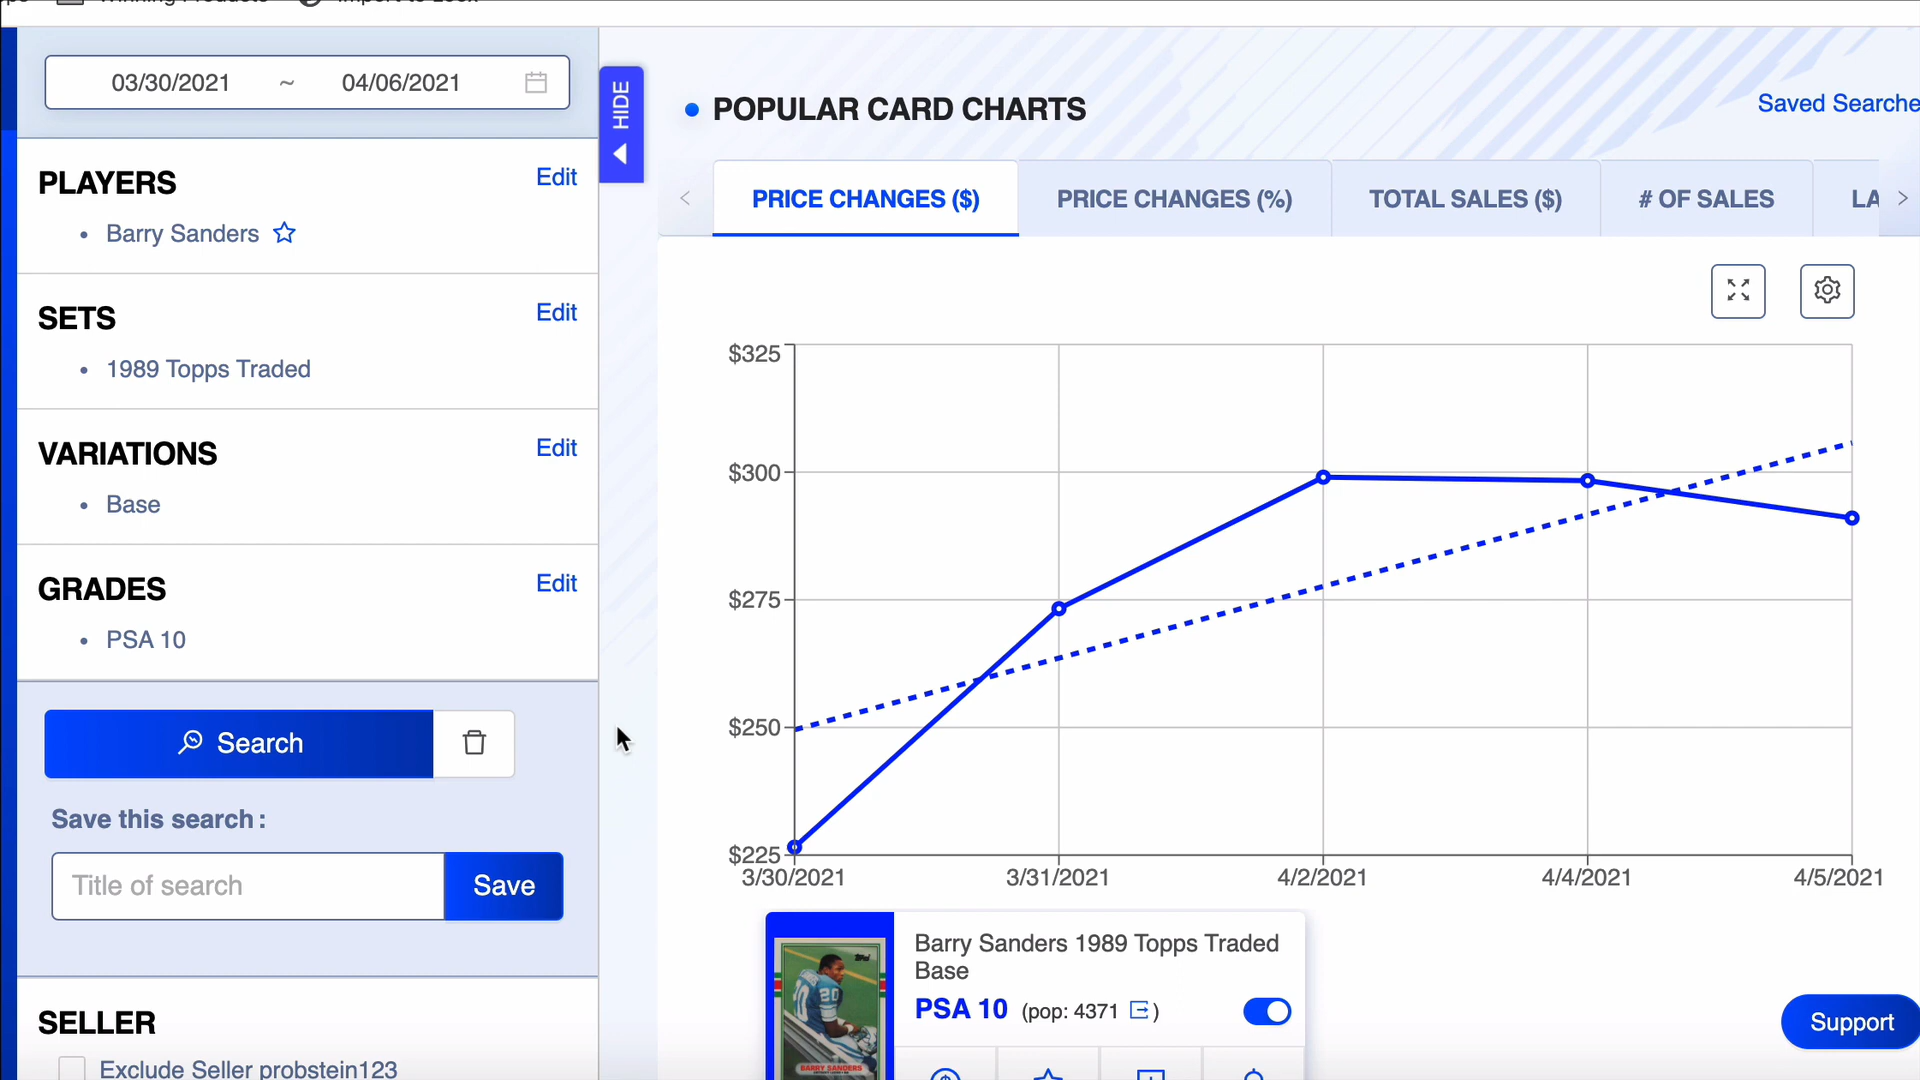 03/30/2021 ~ 04/06/2021
HIDE
POPULAR CARD CHARTS
Saved Searche
PLAYERS
Edit
Barry Sanders
PRICE CHANGES ($)
PRICE CHANGES (%)
TOTAL SALES ($)
# OF SALES
LA
SETS
Edit
1989 Topps Traded
VARIATIONS
Edit
Base
GRADES
Edit
PSA 10
Search
Save this search :
Title of search
Save
SELLER
Exclude Seller probstein123
$325
$300
$275
$250
$225
3/30/2021
3/31/2021
4/2/2021
4/4/2021
4/5/2021
Barry Sanders 1989 Topps Traded
Base
PSA 10 (pop: 4371 )
20
BARRY SANDERS
Support